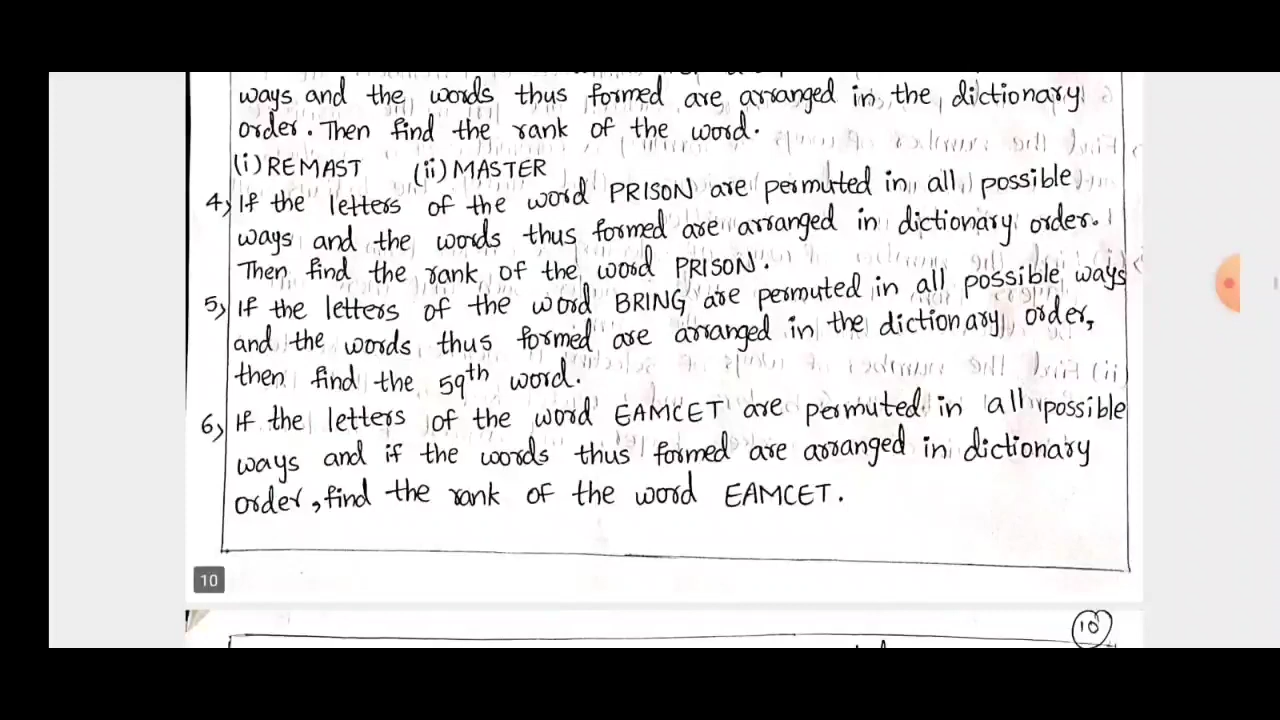 ways and the words thus formed are arranged in the dictionary
order. Then find the rank of the word.
(i) REMAST (ii) MASTER
4) If the letters of the word PRISON are permuted in all possible
ways and the words thus formed are arranged in dictionary order.
Then find the rank of the word PRISON.
5) If the letters of the word BRING are permuted in all possible ways
and the words thus formed are arranged in the dictionary order,
then find the 59th word.
6) If the letters of the word EAMCET are permuted in all possible
ways and if the words thus formed are arranged in dictionary
order, find the rank of the word EAMCET.
10
10